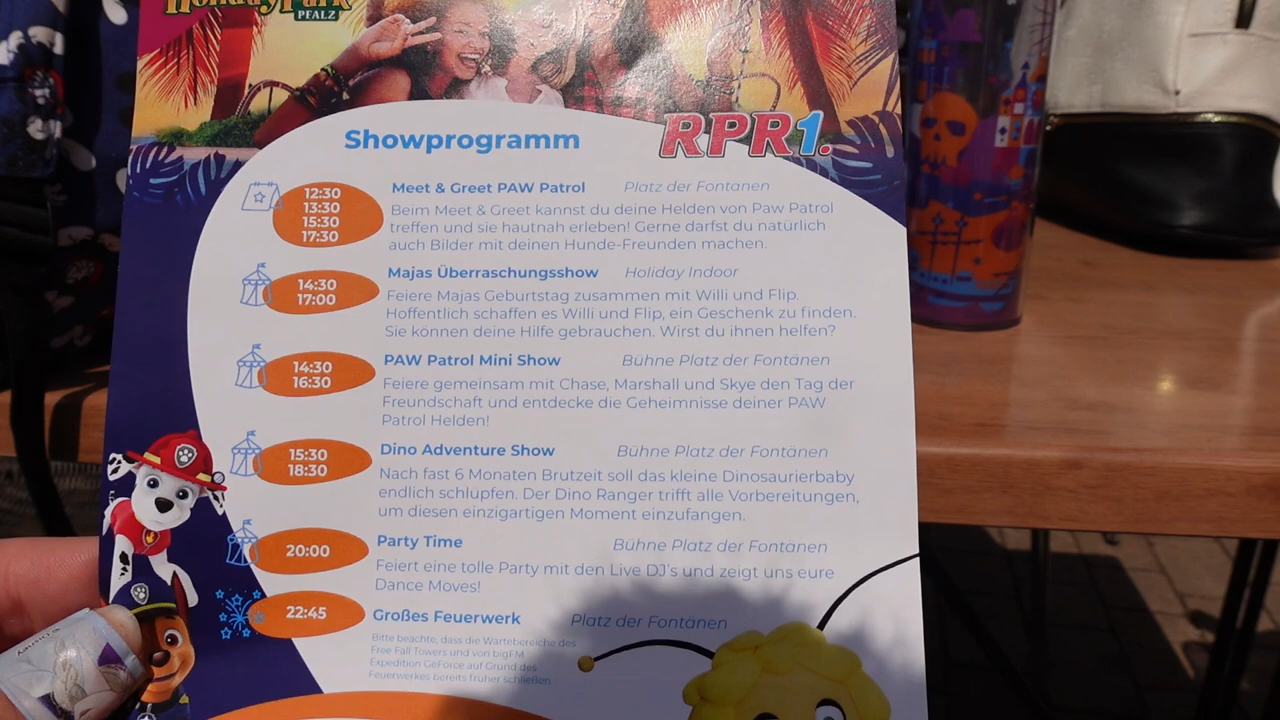 Holiday Park
PFALZ
Showprogramm
RPR1.
12:30
13:30
15:30
17:30
Meet & Greet PAW Patrol Platz der Fontänen
Beim Meet & Greet kannst du deine Helden von Paw Patrol
treffen und sie hautnah erleben! Gerne darfst du natürlich
auch Bilder mit deinen Hunde-Freunden machen.
14:30
17:00
Majas Überraschungsshow Holiday Indoor
Feiere Majas Geburtstag zusammen mit Willi und Flip.
Hoffentlich schaffen es Willi und Flip, ein Geschenk zu finden.
Sie können deine Hilfe gebrauchen. Wirst du ihnen helfen?
14:30
16:30
PAW Patrol Mini Show Bühne Platz der Fontänen
Feiere gemeinsam mit Chase, Marshall und Skye den Tag der
Freundschaft und entdecke die Geheimnisse deiner PAW
Patrol Helden!
15:30
18:30
Dino Adventure Show Bühne Platz der Fontänen
Nach fast 6 Monaten Brutzeit soll das kleine Dinosaurierbaby
endlich schlüpfen. Der Dino Ranger trifft alle Vorbereitungen,
um diesen einzigartigen Moment einzufangen.
20:00
Party Time Bühne Platz der Fontänen
Feiert eine tolle Party mit den Live DJ's und zeigt uns eure
Dance Moves!
22:45
Großes Feuerwerk Platz der Fontänen
Bitte beachte, dass die Wartebereiche des
Free Fall Towers und von bigFM
Expedition GeForce auf Grund des
Feuerwerkes bereits früher schließen.